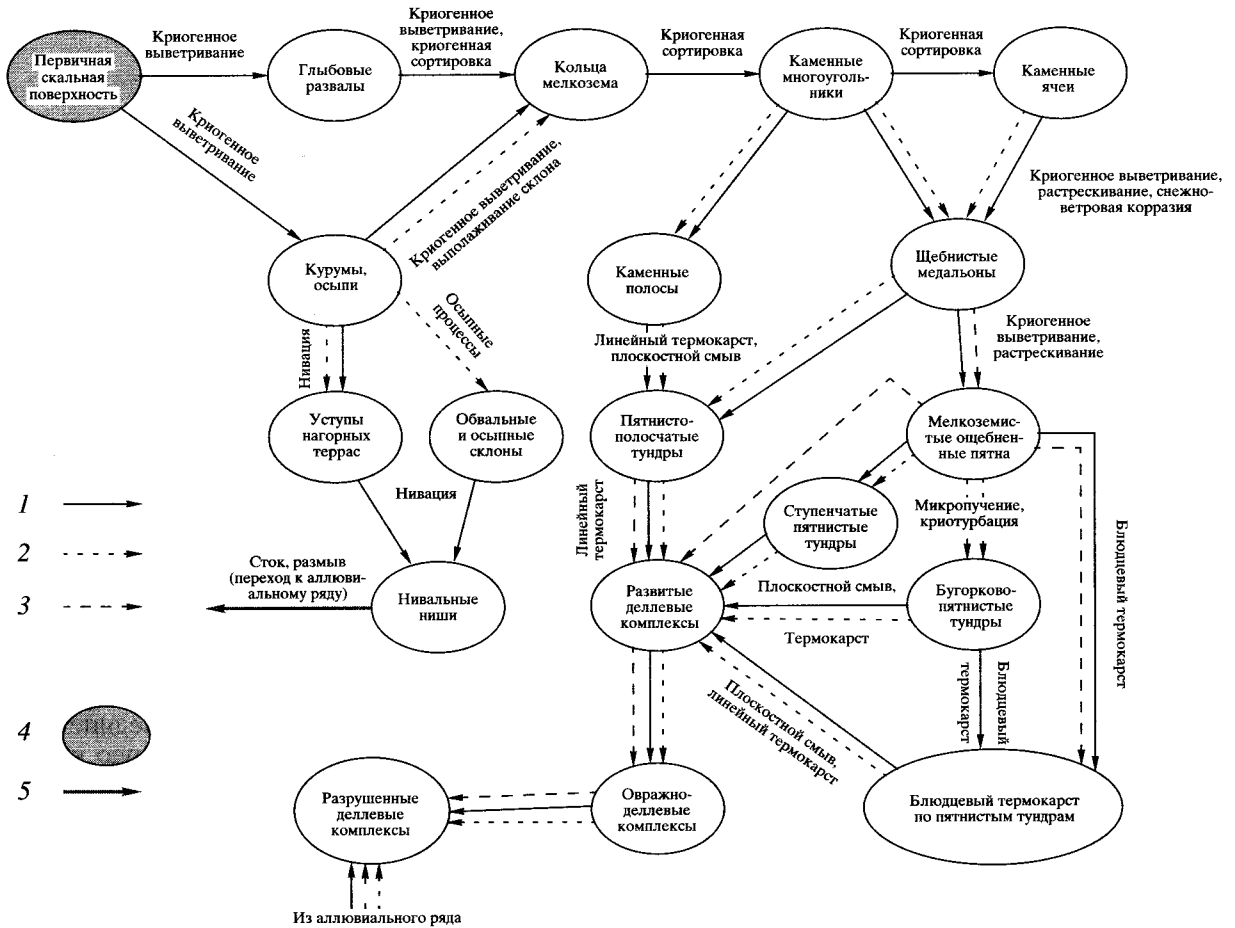 Криогенное
выветривание
Криогенное
выветривание,
криогенная
сортировка
Криогенная
сортировка
Криогенная
сортировка
Первичная
скальная
поверхность
Глыбовые
развалы
Кольца
мелкозема
Каменные
многоуголь-
ники
Каменные
ячеи
Криогенное
выветривание
Криогенное выветривание,
выполаживание склона
Криогенное выветривание,
растрескивание, снежно-
ветровая корразия
Курумы,
осыпи
Каменные
полосы
Щебнистые
медальоны
Нивация
Осыпные
процессы
Линейный термокарст,
плоскостной смыв
Криогенное
выветривание,
растрескивание
Уступы
нагорных
террас
Обвальные
и осыпные
склоны
Пятнисто-
полосчатые
тундры
Мелкоземис-
тые ощебнен-
ные пятна
Нивация
Линейный
термокарст
Ступенчатые
пятнистые
тундры
Микропучение,
криотурбация
Блюдцевый термокарст
1
2
3
4
5
Сток, размыв
(переход к аллюви-
альному ряду)
Нивальные
ниши
Развитые
деллевые
комплексы
Плоскостной смыв,
Термокарст
Бугорково-
пятнистые
тундры
Плоскостной смыв,
линейный термокарст
Блюдцевый
термокарст
Разрушенные
деллевые
комплексы
Овражно-
деллевые
комплексы
Блюдцевый термокарст
по пятнистым тундрам
Из аллювиального ряда